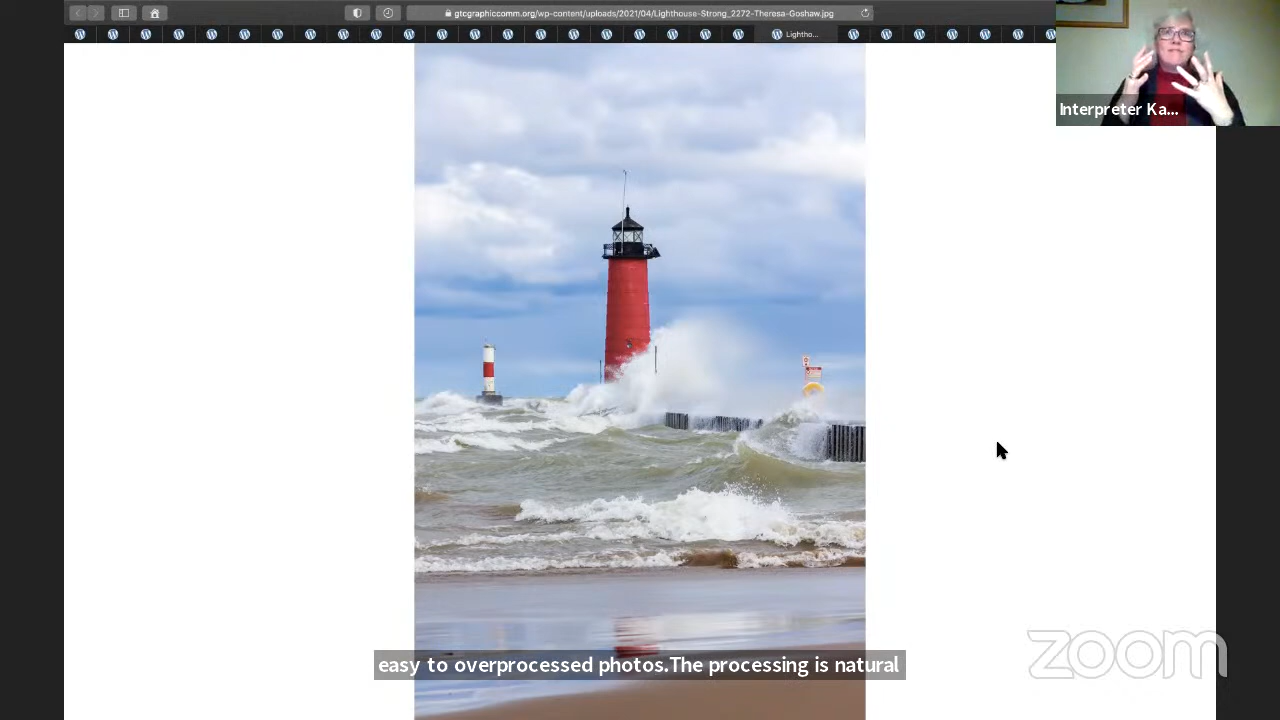 gtcgraphiccomm.org/wp-content/uploads/2021/04/Lighthouse-Strong_2272-Theresa-Goshaw.jpg
Lightho...
Interpreter Ka...
easy to overprocessed photos.The processing is natural
zoom